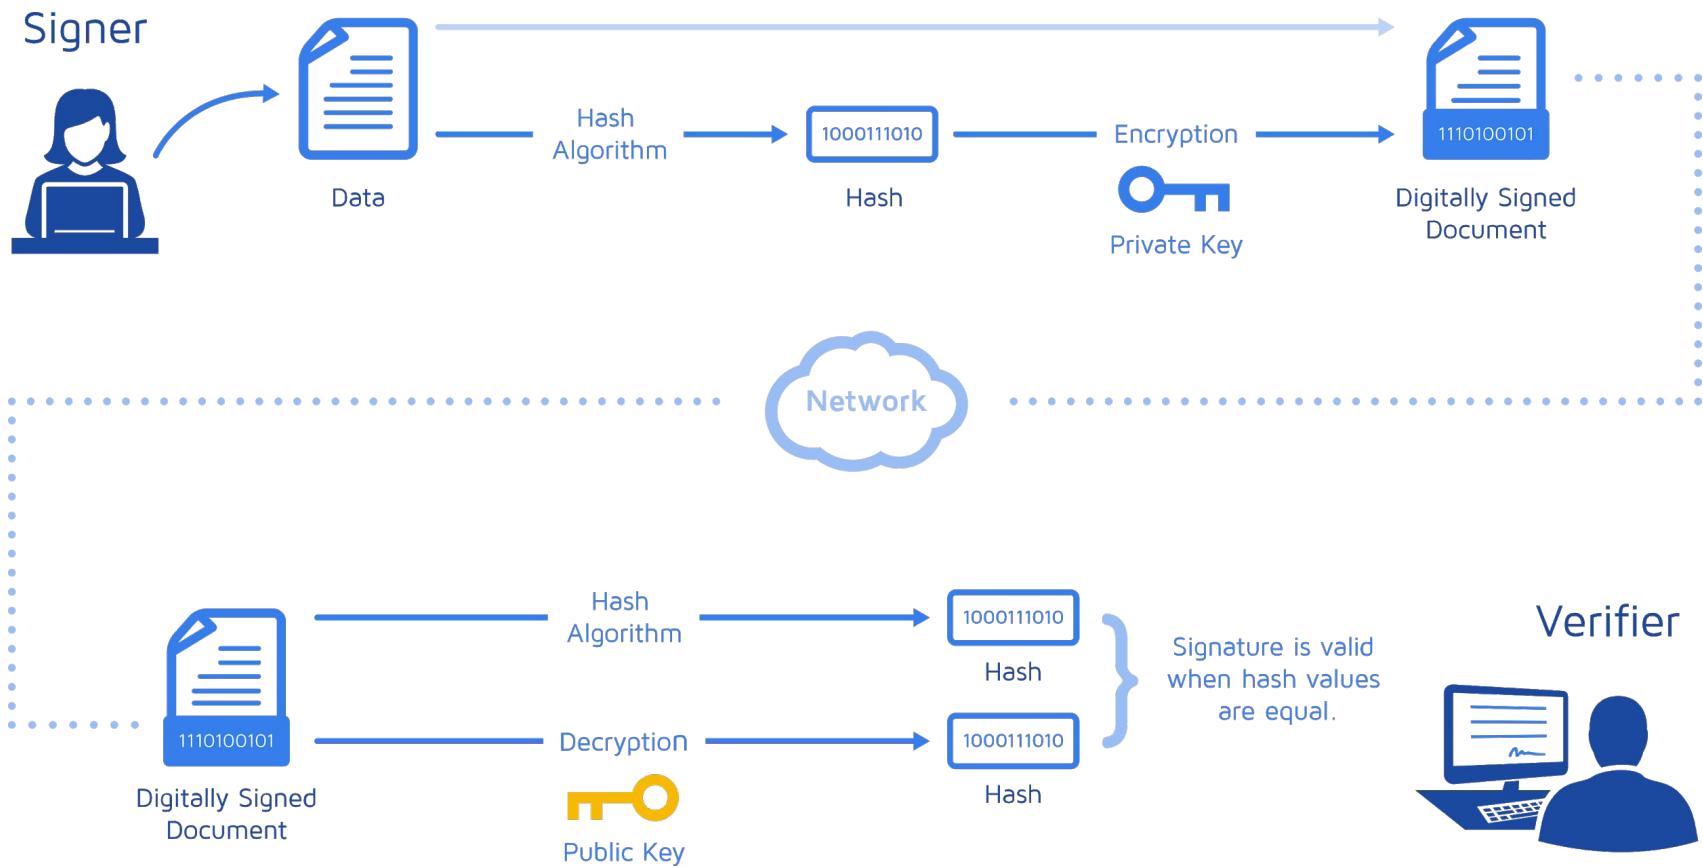 Signer
Hash
Algorithm
1000111010
Encryption
1110100101
Data
Hash
Private Key
Digitally Signed
Document
Network
Hash
Algorithm
1000111010
Hash
Signature is valid
when hash values
are equal.
Verifier
1110100101
Decryption
1000111010
Hash
Digitally Signed
Document
Public Key